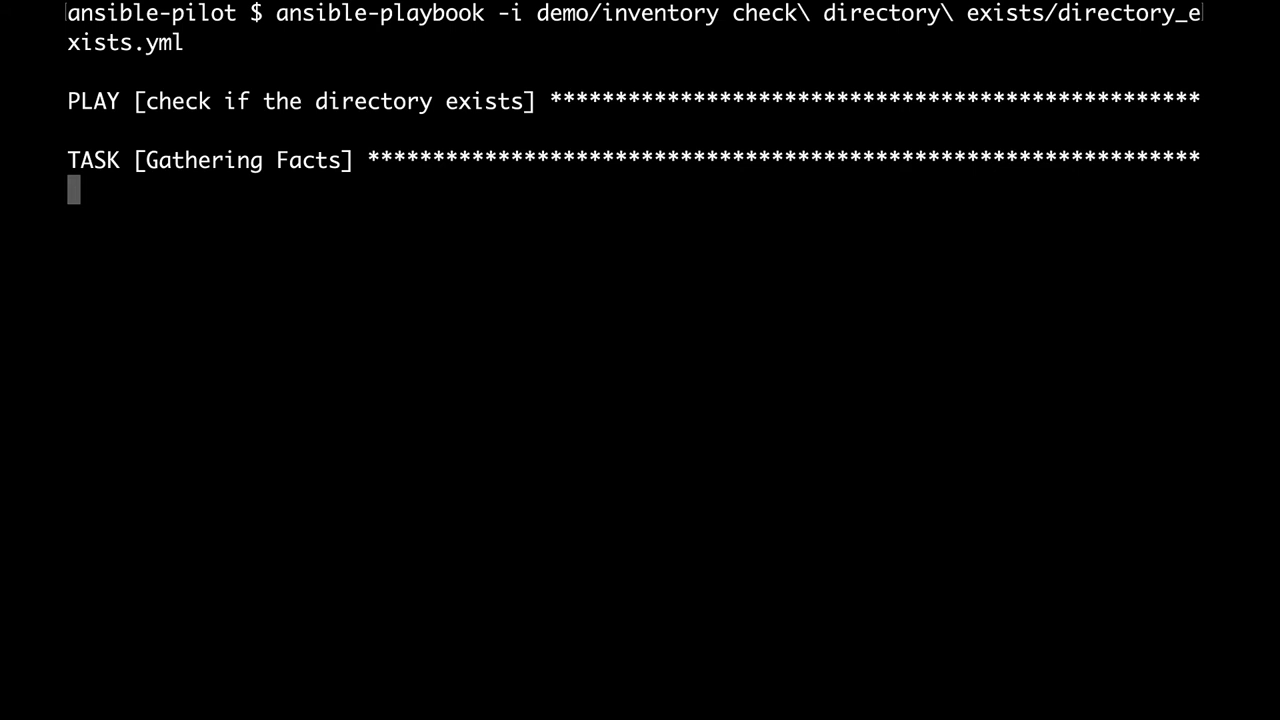 ansible-pilot $ ansible-playbook -i demo/inventory check\ directory\ exists/directory_e
xists.yml
PLAY [check if the directory exists] **************************************************
TASK [Gathering Facts] ****************************************************************